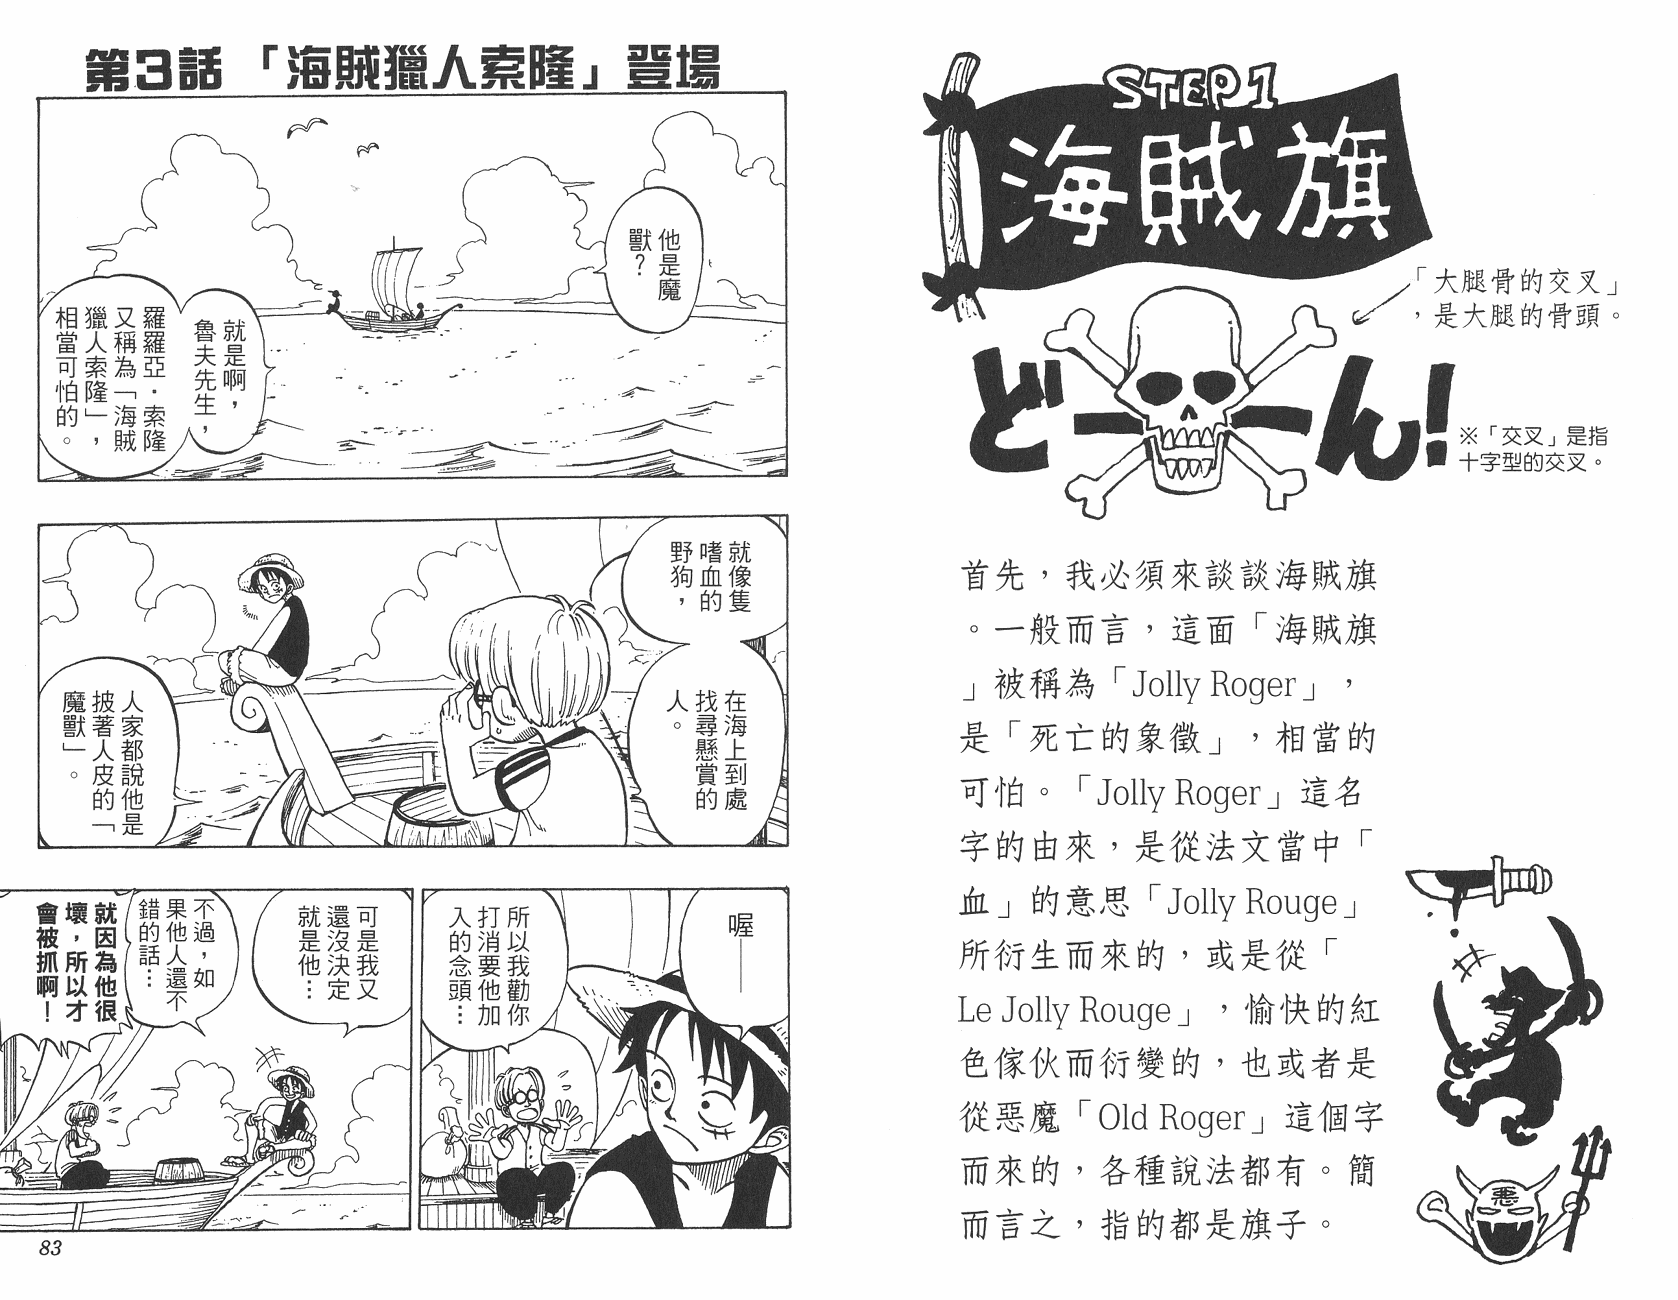 STEP1
海賊旗
「大腿骨的交叉」
，是大腿的骨頭。
どーん!
※「交叉」是指
十字型的交叉。
首先，我必須來談談海賊旗
。一般而言，這面「海賊旗
」被稱為「Jolly Roger」，
是「死亡的象徵」，相當的
可怕。「Jolly Roger」這名
字的由來，是從法文當中「
血」的意思「Jolly Rouge」
所衍生而來的，或是從「
Le Jolly Rouge」，愉快的紅
色傢伙而衍變的，也或者是
從惡魔「Old Roger」這個字
而來的，各種說法都有。簡
而言之，指的都是旗子。
惡
第3話 「海賊獵人索隆」登場
他是魔
獸？
就是啊，
魯夫先生，
羅羅亞．索隆
又稱為「海賊
獵人索隆」，
相當可怕的。
就像隻
嗜血的
野狗，
在海上到處
找尋懸賞的
人。
人家都說他是
披著人皮的「
魔獸」。
喔——
所以我勸你
打消要他加
入的念頭…
可是我又
還沒決定
就是他…
不過，如
果他人還不
錯的話…
就因為他很
壞，所以才
會被抓啊！
83